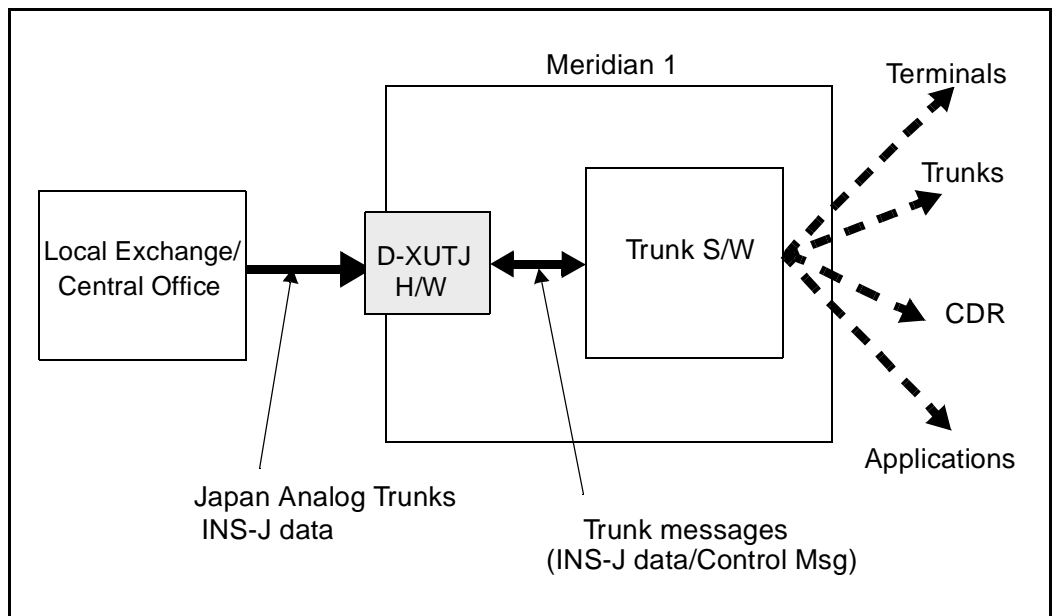 Meridian 1
Terminals
Trunks
Local Exchange/
Central Office
D-XUTJ
H/W
Trunk S/W
CDR
Applications
Japan Analog Trunks
INS-J data
Trunk messages
(INS-J data/Control Msg)